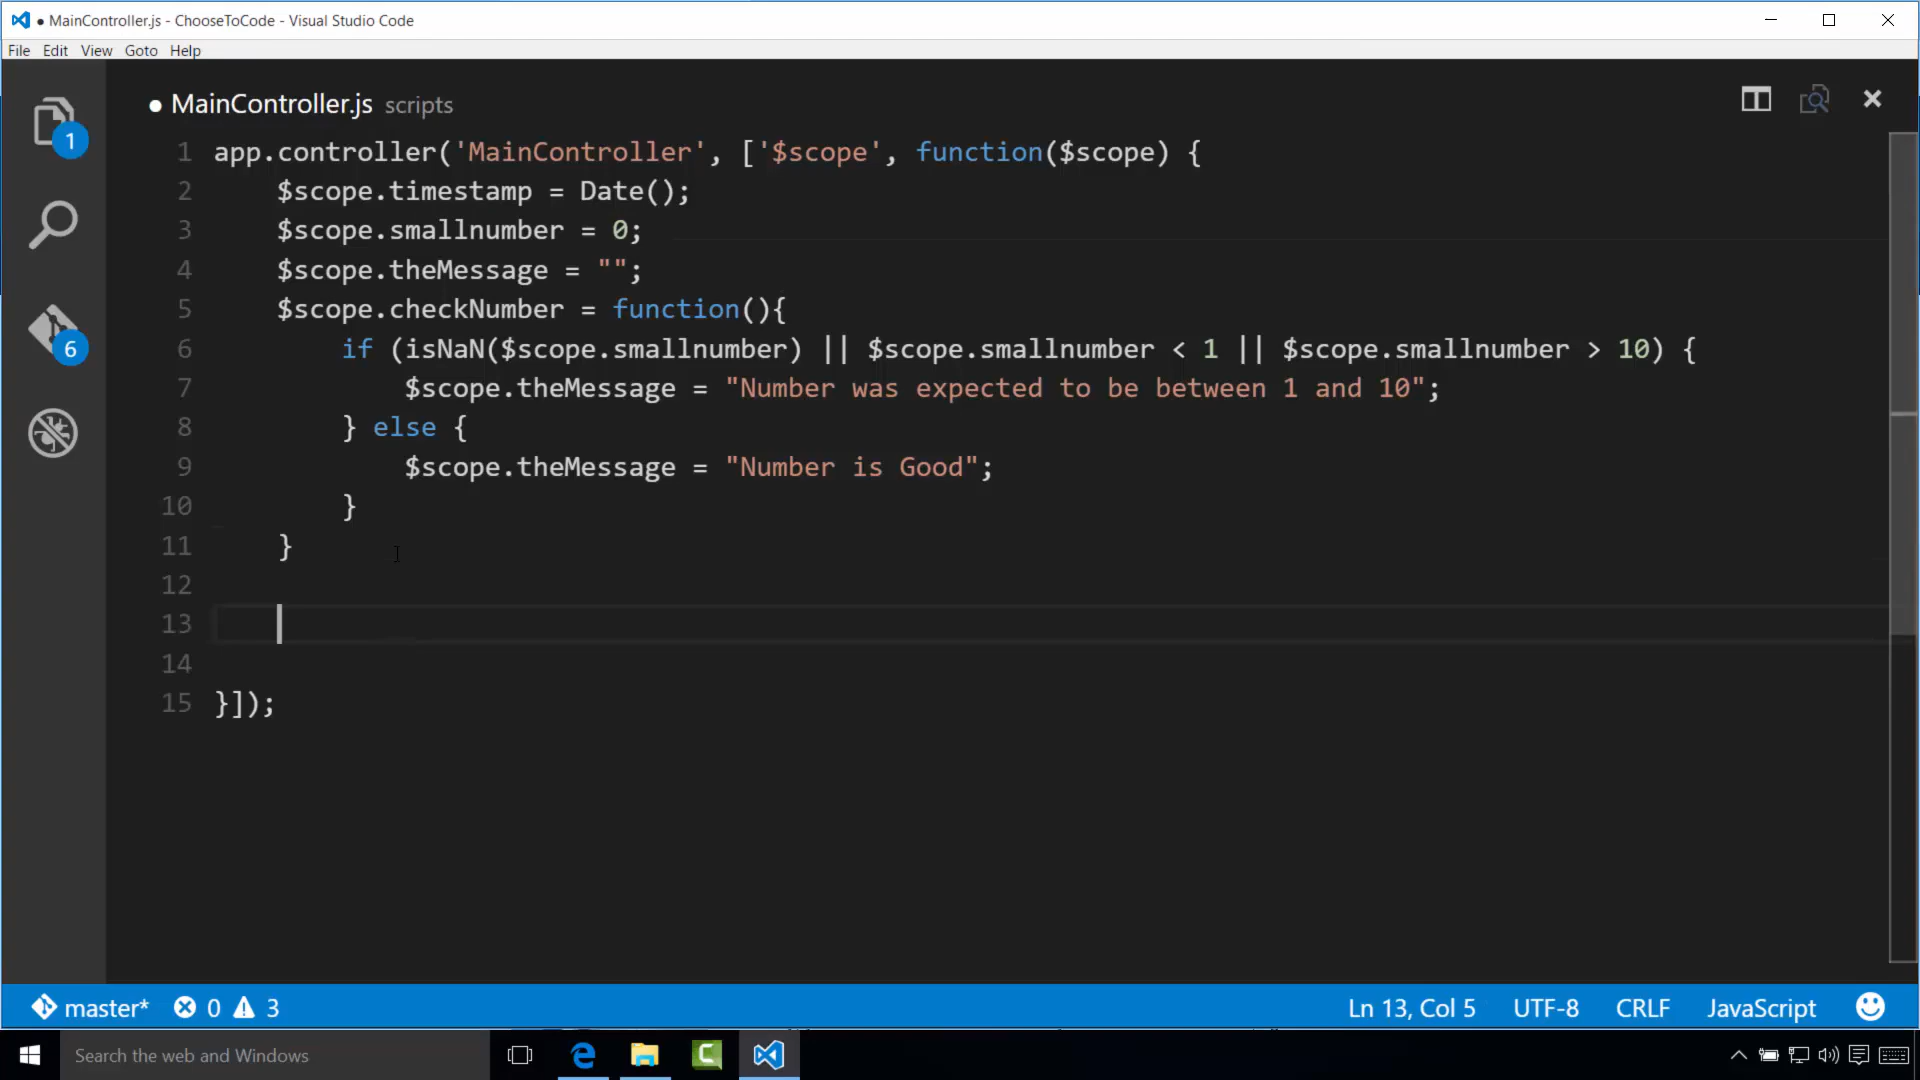 MainController.js - ChooseToCode - Visual Studio Code
File Edit View Goto Help
MainController.js scripts
1 app.controller('MainController', ['$scope', function($scope) {
2 $scope.timestamp = Date();
3 $scope.smallnumber = 0;
4 $scope.theMessage = "";
5 $scope.checkNumber = function(){
6 if (isNaN($scope.smallnumber) || $scope.smallnumber < 1 || $scope.smallnumber > 10) {
7 $scope.theMessage = "Number was expected to be between 1 and 10";
8 } else {
9 $scope.theMessage = "Number is Good";
10 }
11 }
12
13
14
15 }]);
1
6
master* 0 3 Ln 13, Col 5 UTF-8 CRLF JavaScript
Search the web and Windows